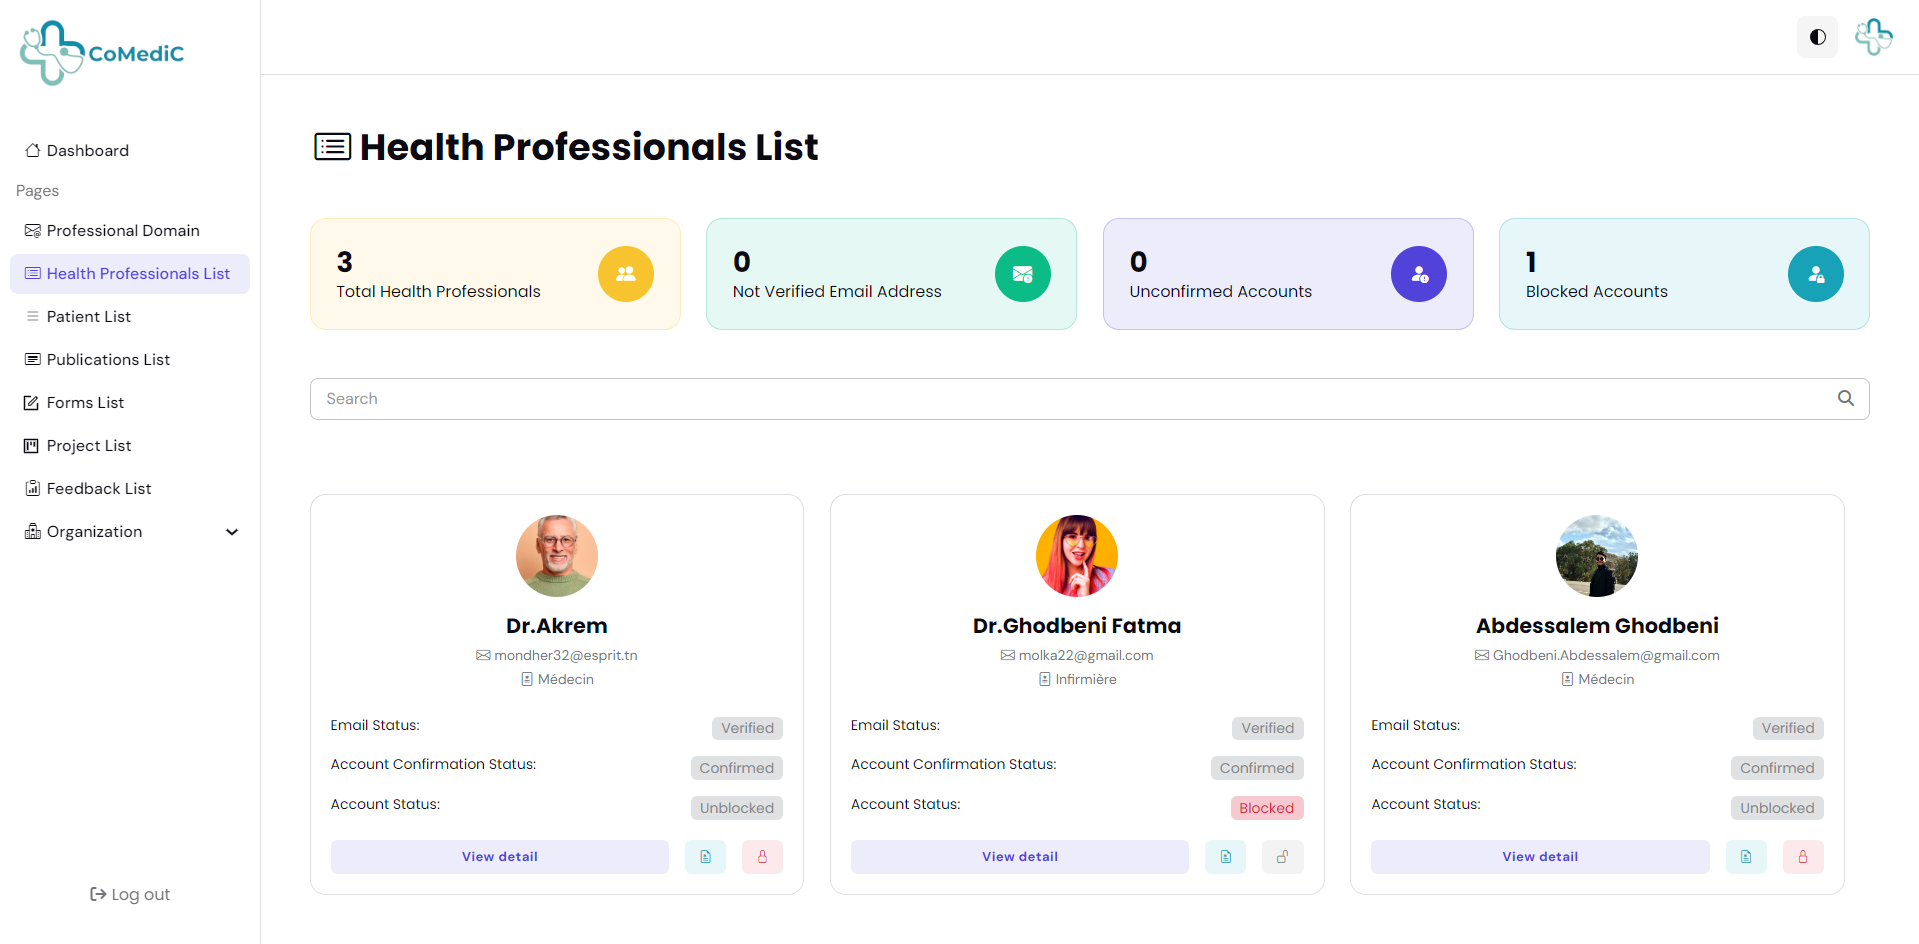 CoMediC
Dashboard
Pages
Professional Domain
Health Professionals List
Patient List
Publications List
Forms List
Project List
Feedback List
Organization
Log out
Health Professionals List
3
Total Health Professionals
0
Not Verified Email Address
0
Unconfirmed Accounts
1
Blocked Accounts
Search
Dr.Akrem
mondher32@esprit.tn
Médecin
Email Status: Verified
Account Confirmation Status: Confirmed
Account Status: Unblocked
View detail
Dr.Ghodbeni Fatma
molka22@gmail.com
Infirmière
Email Status: Verified
Account Confirmation Status: Confirmed
Account Status: Blocked
View detail
Abdessalem Ghodbeni
Ghodbeni.Abdessalem@gmail.com
Médecin
Email Status: Verified
Account Confirmation Status: Confirmed
Account Status: Unblocked
View detail